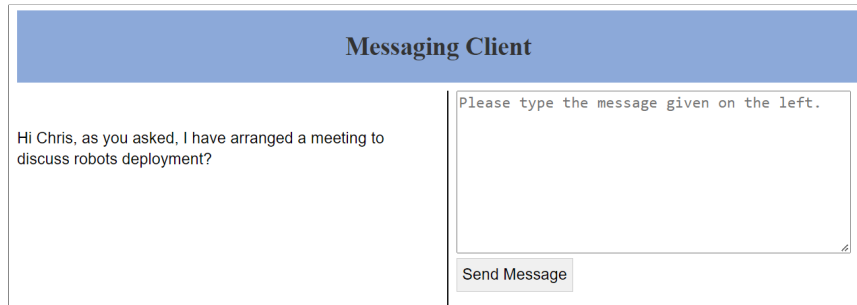 Messaging Client
Hi Chris, as you asked, I have arranged a meeting to
discuss robots deployment?
Please type the message given on the left.
Send Message